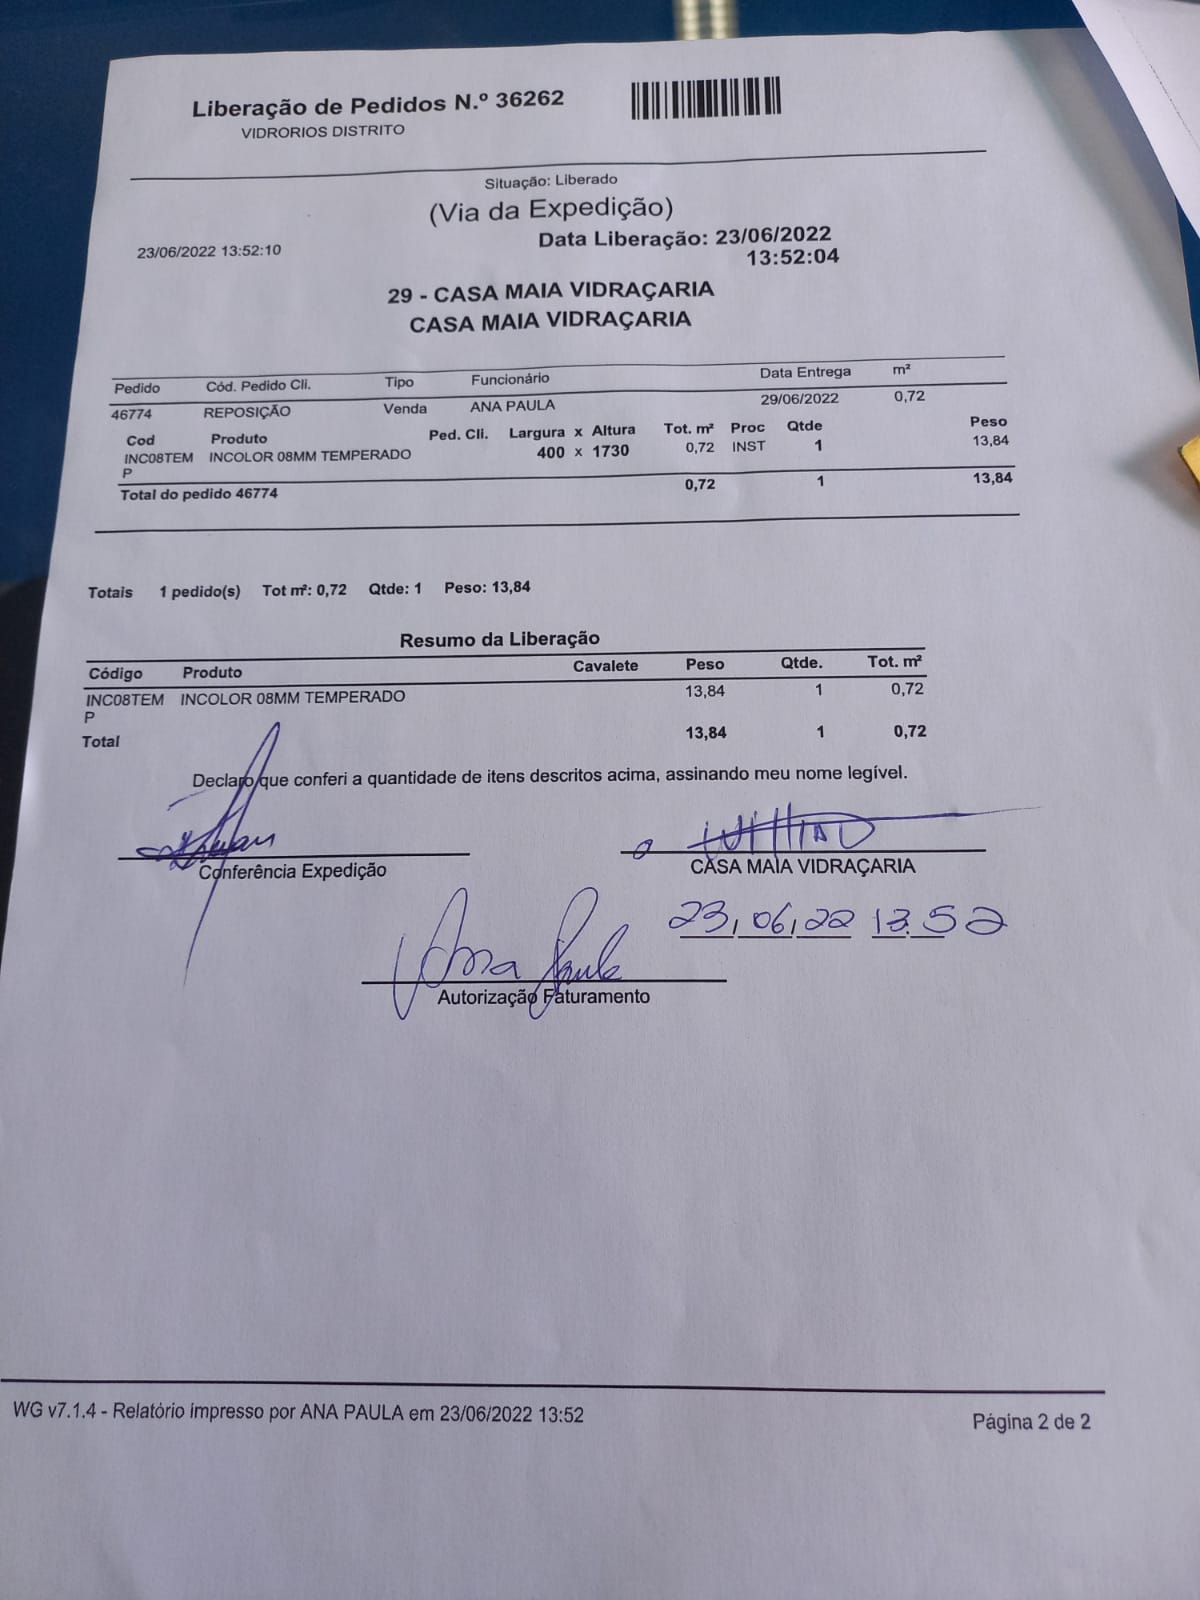 Liberação de Pedidos N.º 36262
VIDRORIOS DISTRITO
Situação: Liberado
(Via da Expedição)
23/06/2022 13:52:10
Data Liberação: 23/06/2022
13:52:04
29 - CASA MAIA VIDRAÇARIA
CASA MAIA VIDRAÇARIA
Pedido Cód. Pedido Cli. Tipo Funcionário Data Entrega m²
46774 REPOSIÇÃO Venda ANA PAULA 29/06/2022 0,72
Cod Produto Ped. Cli. Largura x Altura Tot. m² Proc Qtde Peso
INC08TEM INCOLOR 08MM TEMPERADO 400 x 1730 0,72 INST 1 13,84
P
Total do pedido 46774 0,72 1 13,84
Totais 1 pedido(s) Tot m²: 0,72 Qtde: 1 Peso: 13,84
Resumo da Liberação
Código Produto Cavalete Peso Qtde. Tot. m²
INC08TEM INCOLOR 08MM TEMPERADO 13,84 1 0,72
P
Total 13,84 1 0,72
Declaro que conferi a quantidade de itens descritos acima, assinando meu nome legível.
Conferência Expedição
CASA MAIA VIDRAÇARIA
23,06,22 13.52
Ana Paula
Autorização Faturamento
WG v7.1.4 - Relatório impresso por ANA PAULA em 23/06/2022 13:52
Página 2 de 2